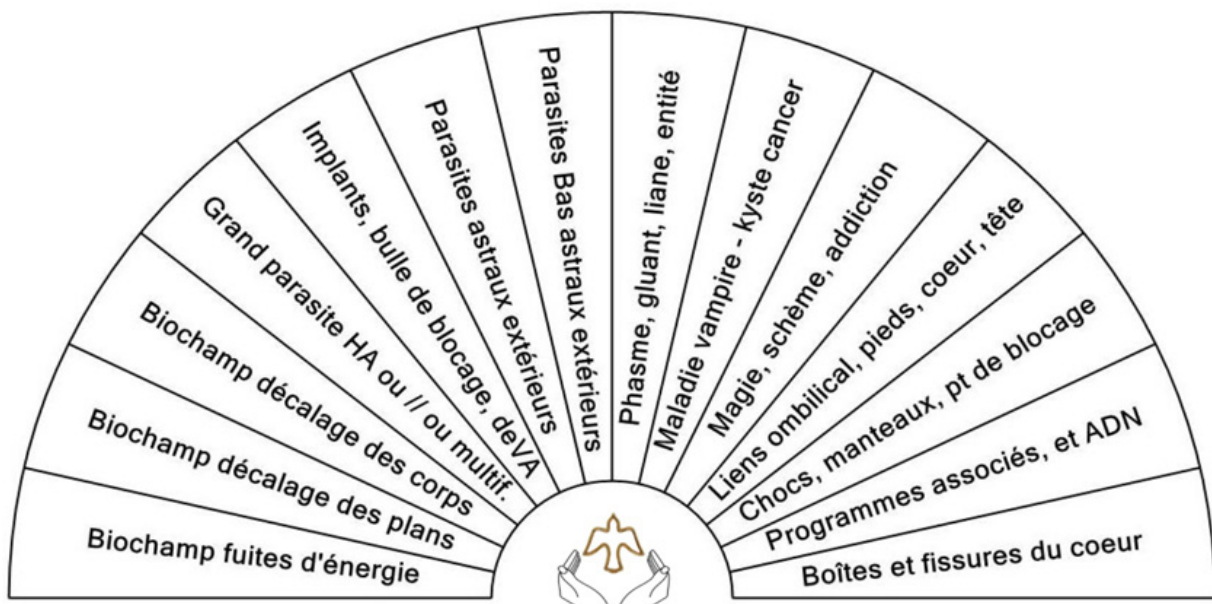 Biochamp fuites d'énergie
Biochamp décalage des plans
Biochamp décalage des corps
Grand parasite HA ou // ou multif.
Implants, bulle de blocage, deVA
Parasites astraux extérieurs
Parasites Bas astraux extérieurs
Phasme, gluant, liane, entité
Maladie vampire - kyste cancer
Magie, schème, addiction
Liens ombilical, pieds, coeur, tête
Chocs, manteaux, pt de blocage
Programmes associés, et ADN
Boîtes et fissures du coeur